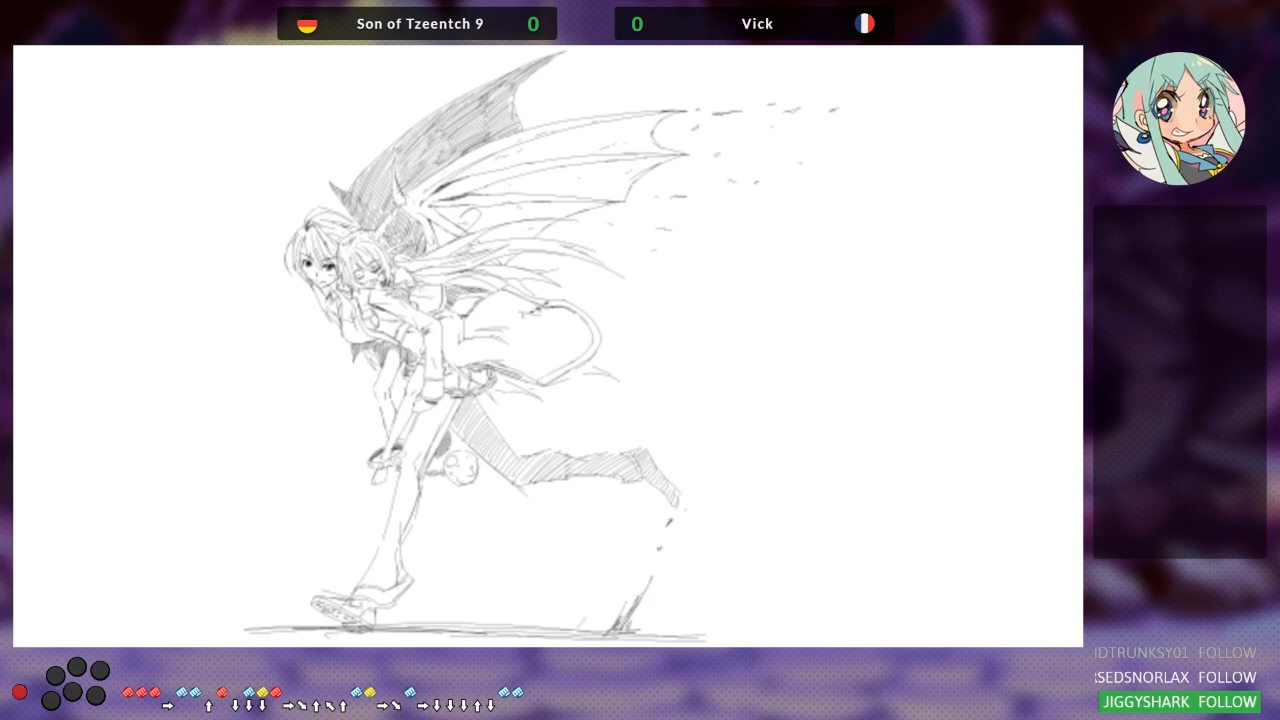 Son of Tzeentch 9 0
0 Vick
IDTRUNKSY01 FOLLOW
SEDSNORLAX FOLLOW
JIGGYSHARK FOLLOW